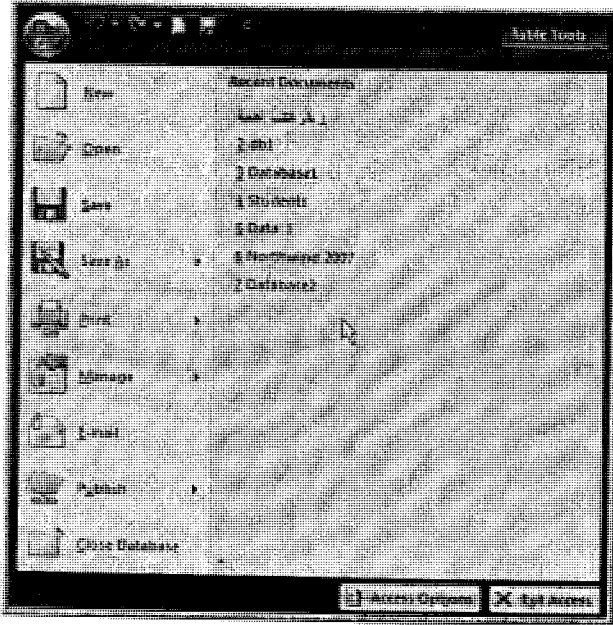 Table Tools
New
Open
Save
Save As
Print
Manage
E-mail
Publish
Close Database
Recent Documents
2 db1
3 Database1
4 Students
5 Data 1
6 Northwind 2007
7 Database2
Access Options
Exit Access